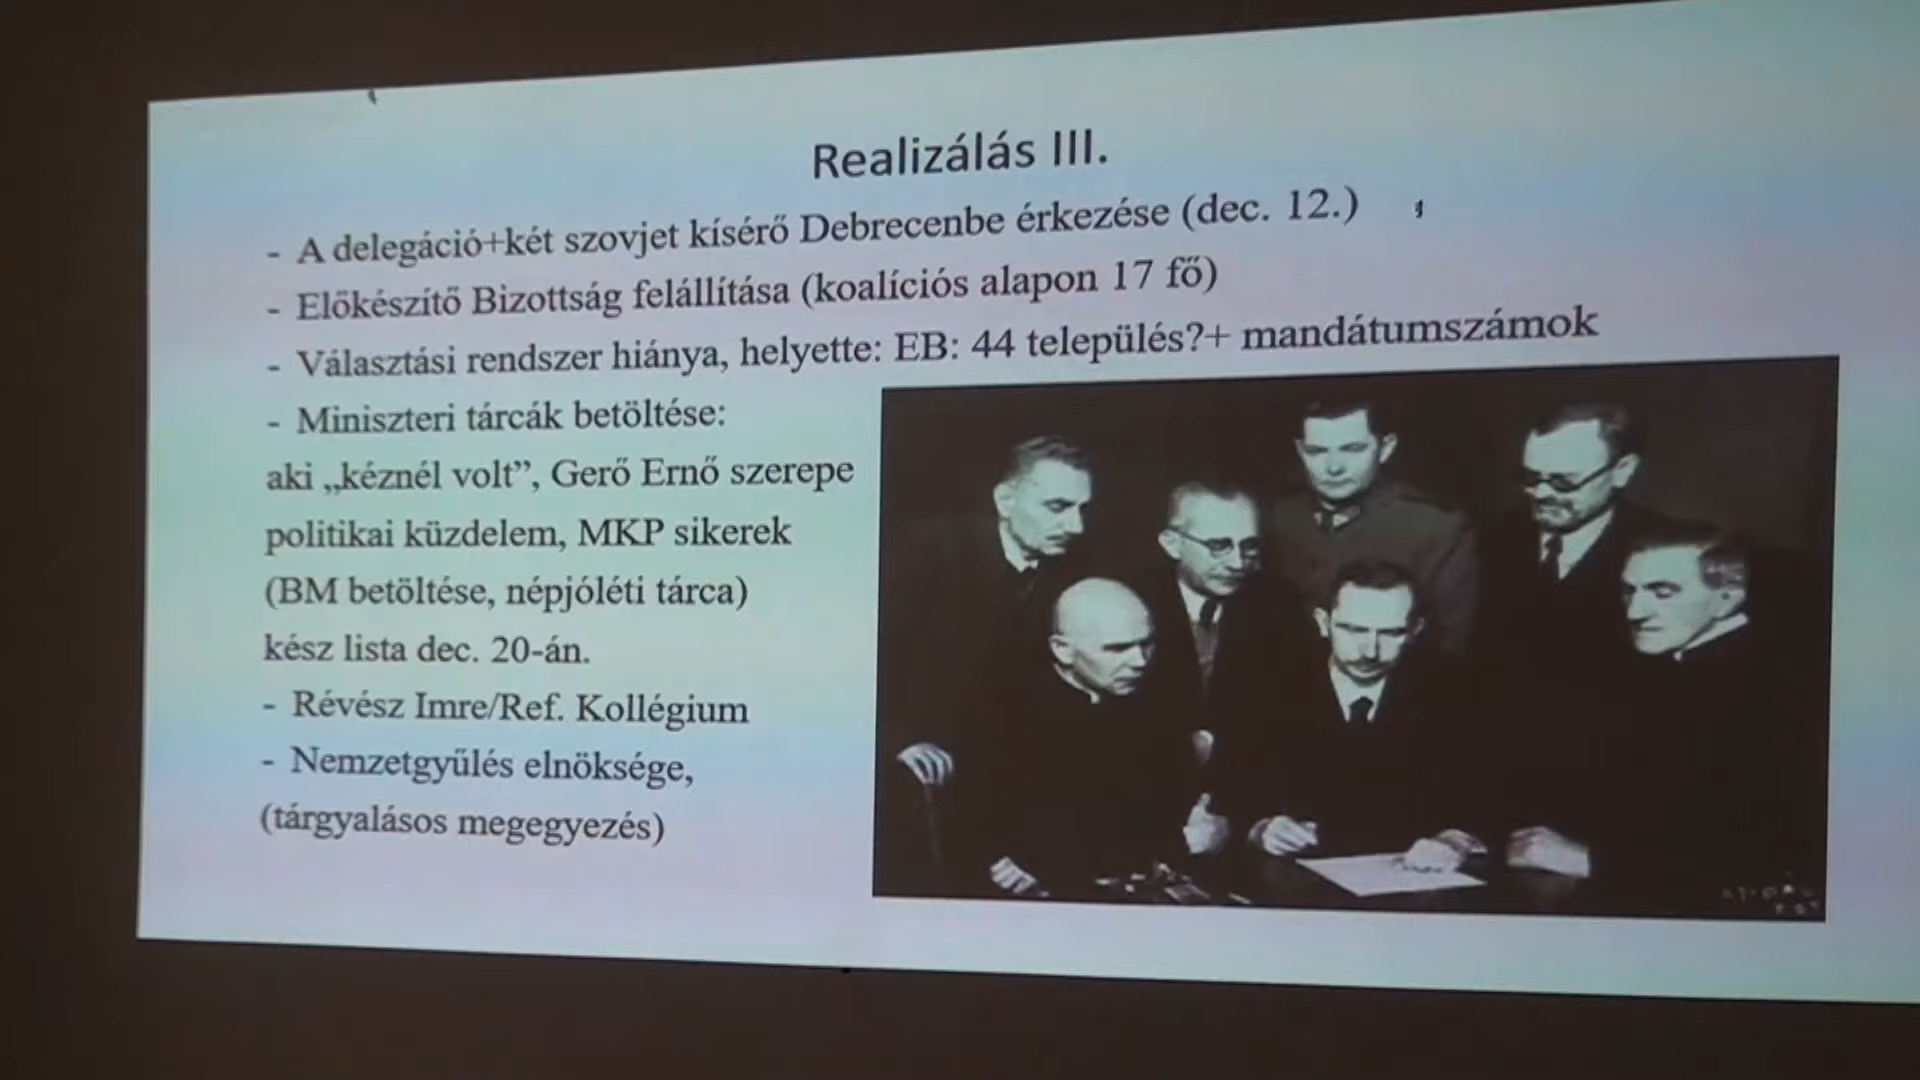 Realizálás III.
- A delegáció+két szovjet kísérő Debrecenbe érkezése (dec. 12.)
- Előkészítő Bizottság felállítása (koalíciós alapon 17 fő)
- Választási rendszer hiánya, helyette: EB: 44 település?+ mandátumszámok
- Miniszteri tárcák betöltése:
aki „kéznél volt”, Gerő Ernő szerepe
politikai küzdelem, MKP sikerek
(BM betöltése, népjóléti tárca)
kész lista dec. 20-án.
- Révész Imre/Ref. Kollégium
- Nemzetgyűlés elnöksége,
(tárgyalásos megegyezés)